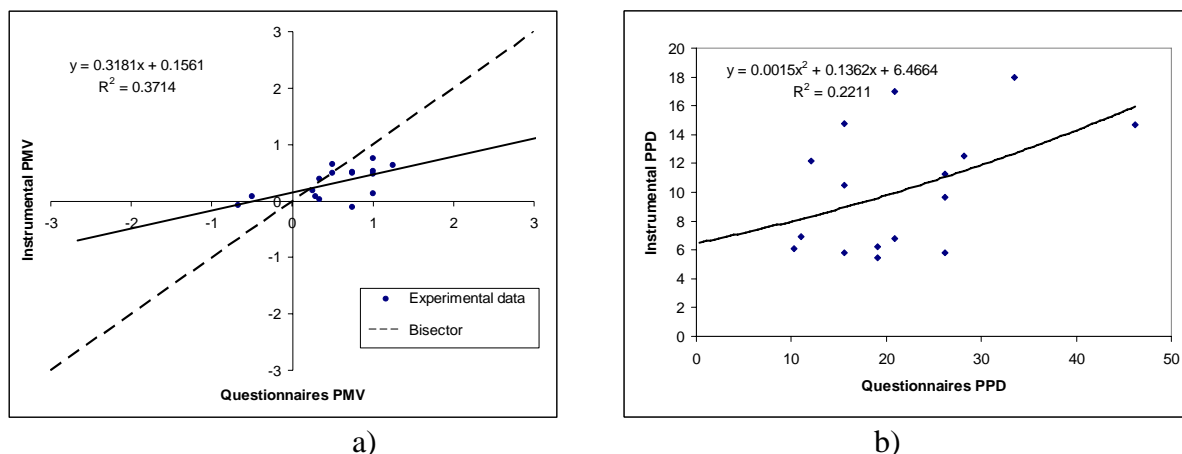 y = 0.3181x + 0.1561
R² = 0.3714
3
2
1
0
-3
-2
-1
0
1
2
3
-1
-2
-3
Instrumental PMV
Questionnaires PMV
Experimental data
Bisector
a)
y = 0.0015x² + 0.1362x + 6.4664
R² = 0.2211
20
18
16
14
12
10
8
6
4
2
0
0
10
20
30
40
50
Instrumental PPD
Questionnaires PPD
b)